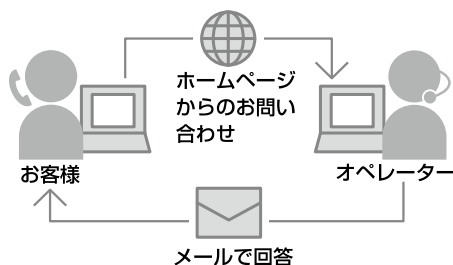 ホームページ
からのお問い
合わせ
お客様
オペレーター
メールで回答